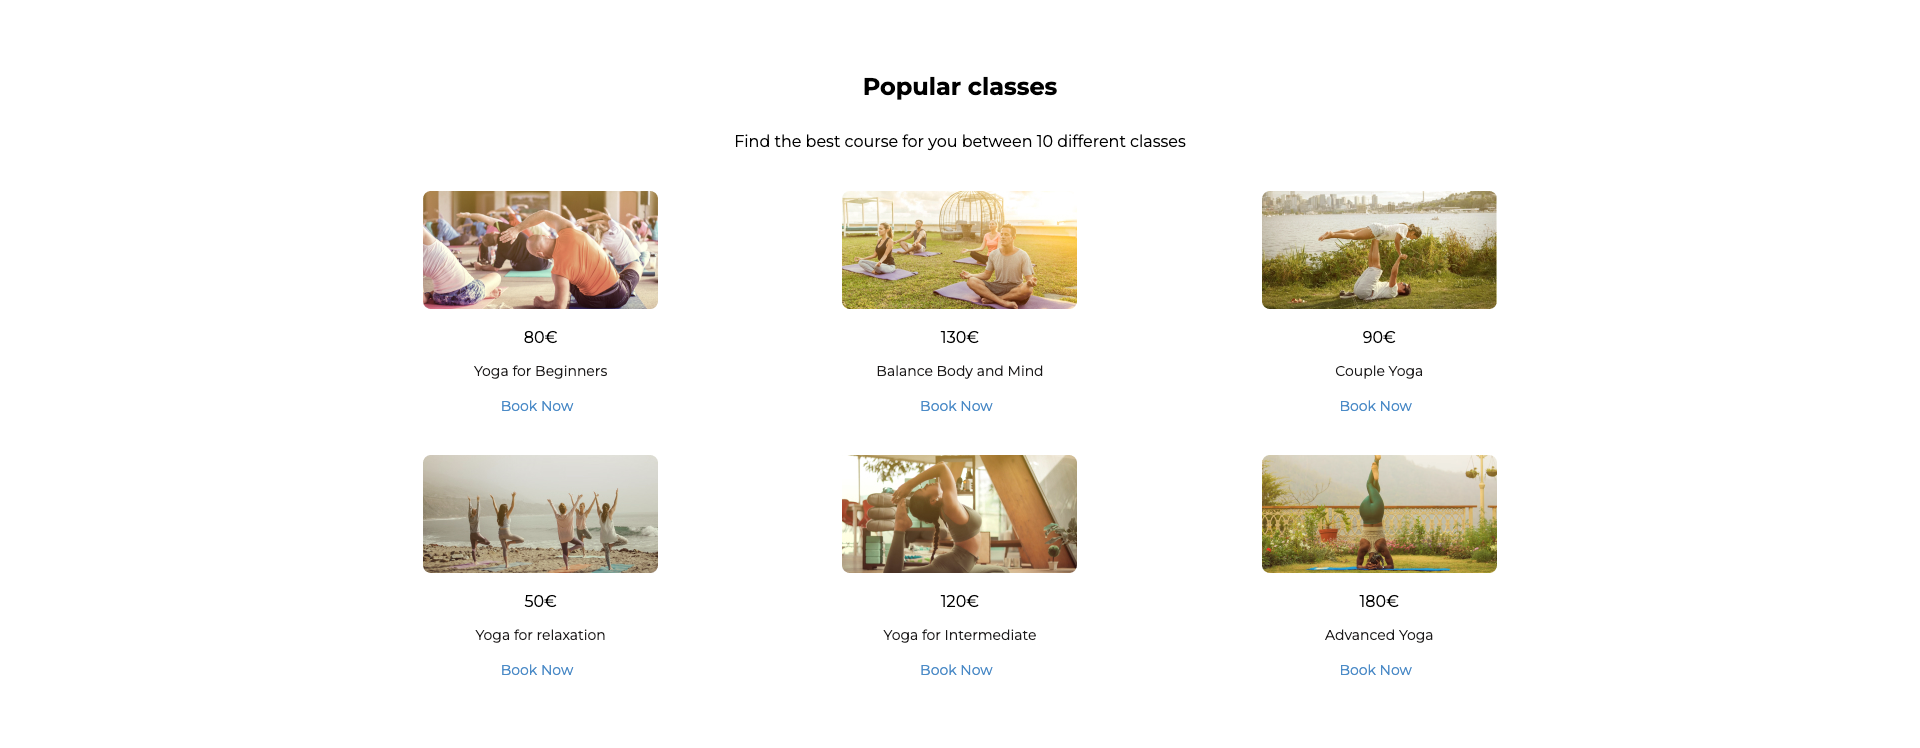 Popular classes
Find the best course for you between 10 different classes
80€
Yoga for Beginners
Book Now
130€
Balance Body and Mind
Book Now
90€
Couple Yoga
Book Now
50€
Yoga for relaxation
Book Now
120€
Yoga for Intermediate
Book Now
180€
Advanced Yoga
Book Now